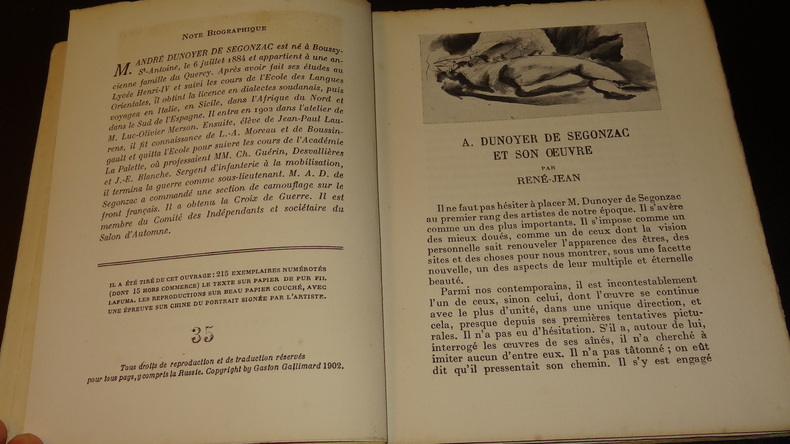 NOTE BIOGRAPHIQUE
M. ANDRÉ DUNOYER DE SEGONZAC est né à Boussy-
St-Antoine, le 6 juillet 1884 et appartient à une an-
cienne famille du Quercy. Après avoir fait ses études au
Lycée Henri-IV et suivi les cours de l'Ecole des Langues
Orientales, il obtint la licence en dialectes soudanais, puis
voyagea en Italie, en Sicile, dans l'Afrique du Nord et
dans le Sud de l'Espagne. Il entra en 1902 dans l'atelier de
M. Luc-Olivier Merson. Ensuite, élève de Jean-Paul Lau-
rens, il fit connaissance de L.-A. Moreau et de Boussin-
gault et quitta l'Ecole pour suivre les cours de l'Académie
La Palette, où professaient MM. Ch. Guérin, Desvallières
et J.-E. Blanche. Sergent d'infanterie à la mobilisation,
il termina la guerre comme sous-lieutenant. M. A. D. de
Segonzac a commandé une section de camouflage sur le
front français. Il a obtenu la Croix de Guerre. Il est
membre du Comité des Indépendants et sociétaire du
Salon d'Automne.
IL A ÉTÉ TIRÉ DE CET OUVRAGE : 215 EXEMPLAIRES NUMÉROTÉS
(DONT 15 HORS COMMERCE) LE TEXTE SUR PAPIER DE PUR FIL
LAFUMA. LES REPRODUCTIONS SUR BEAU PAPIER COUCHÉ, AVEC
UNE ÉPREUVE SUR CHINE DU PORTRAIT SIGNÉE PAR L'ARTISTE.
35
Tous droits de reproduction et de traduction réservés
pour tous pays, y compris la Russie. Copyright by Gaston Gallimard 1902.
A. DUNOYER DE SEGONZAC
ET SON ŒUVRE
PAR
RENÉ-JEAN
Il ne faut pas hésiter à placer M. Dunoyer de Segonzac
au premier rang des artistes de notre époque. Il s'avère
comme un des plus importants. Il s'impose comme un
des mieux doués, comme un de ceux dont la vision
personnelle sait renouveler l'apparence des êtres, des
sites et des choses pour nous montrer, sous une facette
nouvelle, un des aspects de leur multiple et éternelle
beauté.
Parmi nos contemporains, il est incontestablement
l'un de ceux, sinon celui, dont l'œuvre se continue
avec le plus d'unité, dans une unique direction, et
cela, presque depuis ses premières tentatives pictu-
rales. Il n'a pas eu d'hésitation. S'il a, autour de lui,
interrogé les œuvres de ses aînés, il n'a cherché à
imiter aucun d'entre eux. Il n'a pas tâtonné ; on eût
dit qu'il pressentait son chemin. Il s'y est engagé